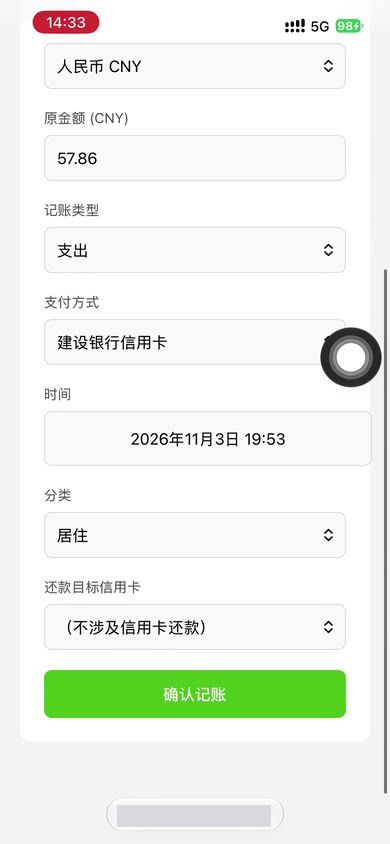 14:33
5G
98
人民币 CNY
原金额 (CNY)
57.86
记账类型
支出
支付方式
建设银行信用卡
时间
2026年11月3日 19:53
分类
居住
还款目标信用卡
（不涉及信用卡还款）
确认记账